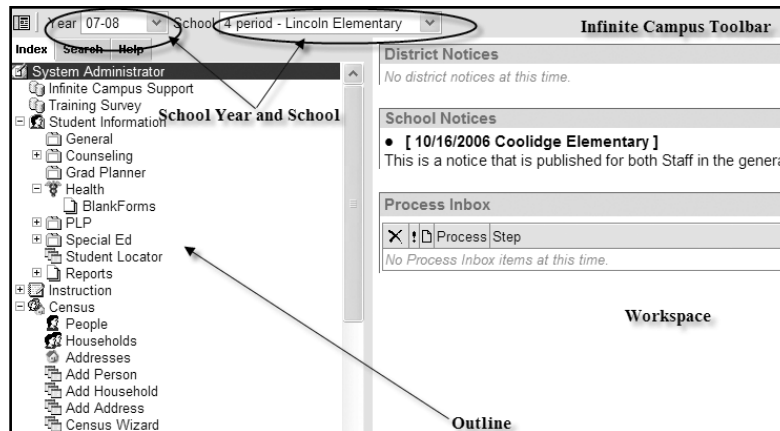 Year 07-08 School 4 period - Lincoln Elementary
Infinite Campus Toolbar
Index Search Help
System Administrator
Infinite Campus Support
Training Survey
School Year and School
Student Information
General
Counseling
Grad Planner
Health
BlankForms
PLP
Special Ed
Student Locator
Reports
Instruction
Census
People
Households
Addresses
Add Person
Add Household
Add Address
Census Wizard
Outline
District Notices
No district notices at this time.
School Notices
• [ 10/16/2006 Coolidge Elementary ]
This is a notice that is published for both Staff in the genera
Process Inbox
Process Step
No Process Inbox items at this time.
Workspace